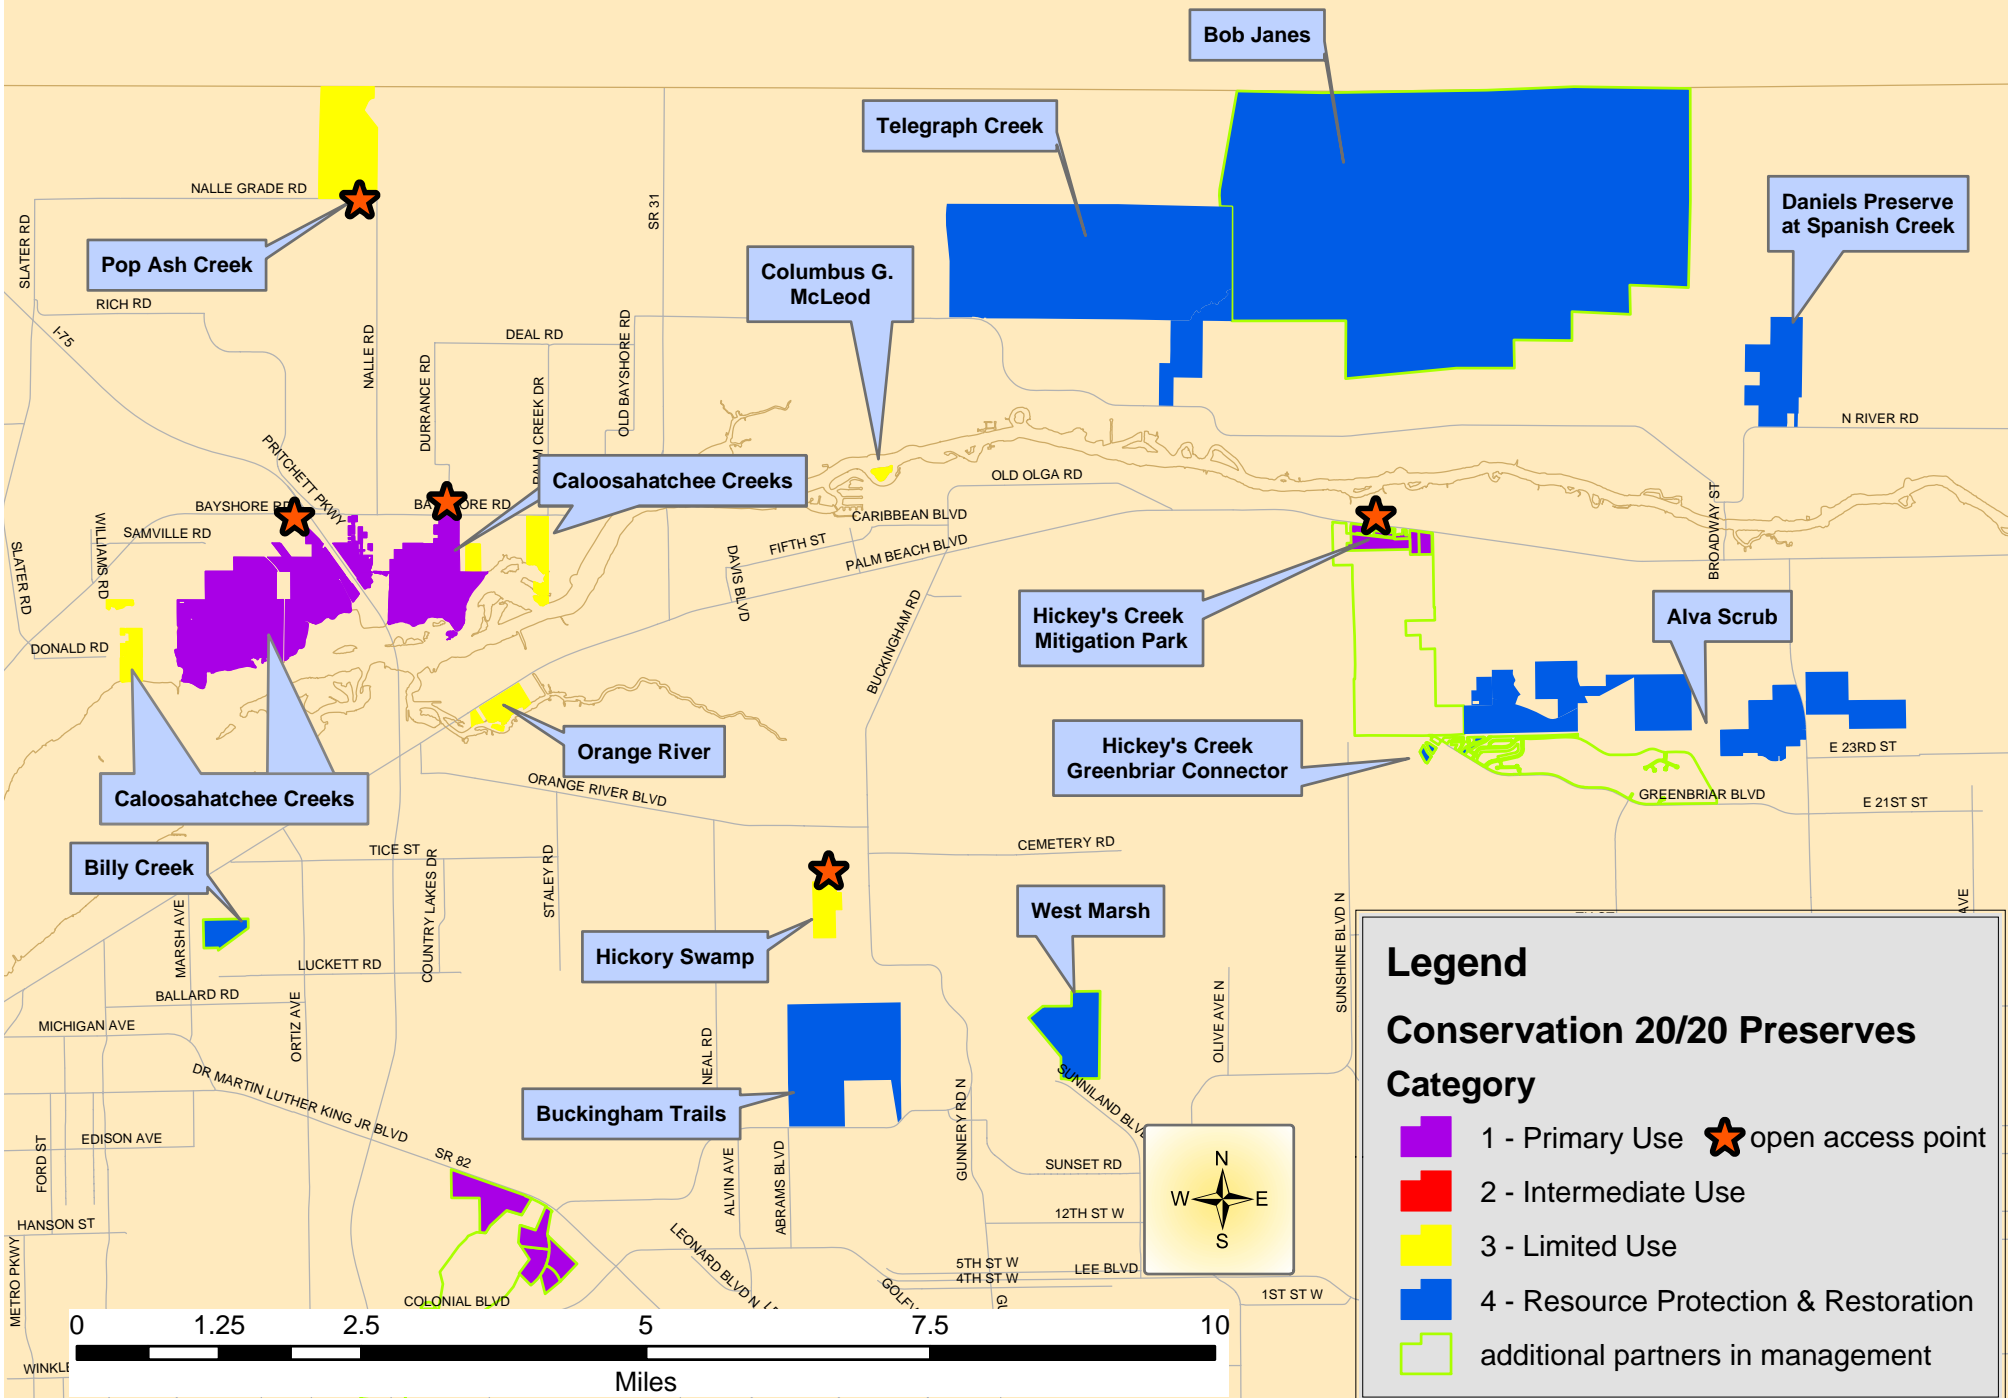 Bob Janes
Telegraph Creek
Daniels Preserve
at Spanish Creek
NALLE GRADE RD
SLATER RD
SR 31
Pop Ash Creek
Columbus G.
McLeod
RICH RD
I-75
NALLE RD
DEAL RD
DURRANCE RD
OLD BAYSHORE RD
PALM CREEK DR
N RIVER RD
PRITCHETT PKWY
Caloosahatchee Creeks
OLD OLGA RD
BAYSHORE RD
BAYSHORE RD
CARIBBEAN BLVD
SAMVILLE RD
WILLIAMS RD
SLATER RD
FIFTH ST
PALM BEACH BLVD
DAVIS BLVD
BROADWAY ST
BUCKINGHAM RD
Hickey's Creek
Mitigation Park
Alva Scrub
DONALD RD
Orange River
Hickey's Creek
Greenbriar Connector
E 23RD ST
Caloosahatchee Creeks
ORANGE RIVER BLVD
GREENBRIAR BLVD
E 21ST ST
TICE ST
CEMETERY RD
Billy Creek
COUNTRY LAKES DR
STALEY RD
MARSH AVE
West Marsh
SUNSHINE BLVD N
AVE
Hickory Swamp
LUCKETT RD
BALLARD RD
ORTIZ AVE
MICHIGAN AVE
NEAL RD
OLIVE AVE N
DR MARTIN LUTHER KING JR BLVD
Buckingham Trails
SUNNILAND BLVD
GUNNERY RD N
EDISON AVE
FORD ST
SR 82
ALVIN AVE
ABRAMS BLVD
SUNSET RD
12TH ST W
HANSON ST
METRO PKWY
LEONARD BLVD N
5TH ST W
4TH ST W
LEE BLVD
1ST ST W
COLONIAL BLVD
WINKLE
N
W E
S
0 1.25 2.5 5 7.5 10
Miles
Legend
Conservation 20/20 Preserves
Category
1 - Primary Use open access point
2 - Intermediate Use
3 - Limited Use
4 - Resource Protection & Restoration
additional partners in management